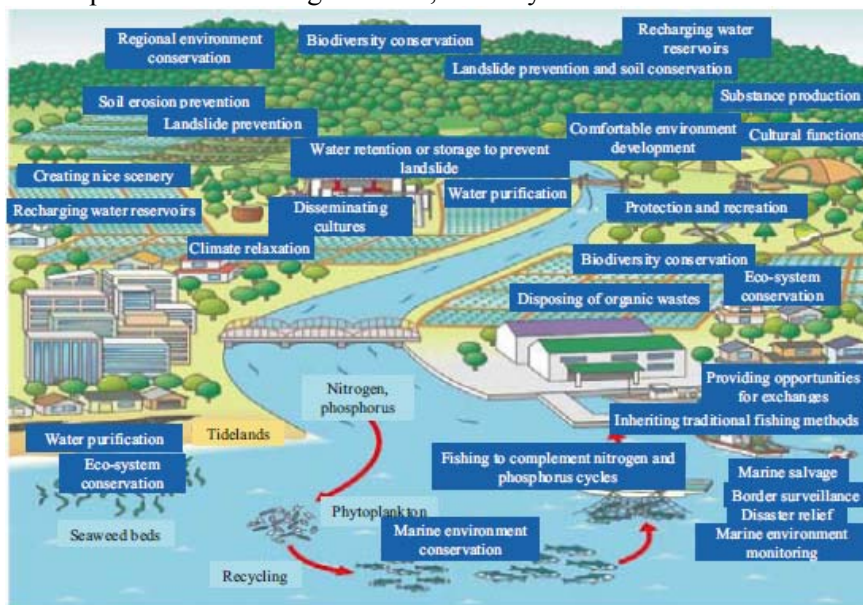 Regional environment
conservation
Biodiversity conservation
Recharging water
reservoirs
Landslide prevention and soil conservation
Soil erosion prevention
Substance production
Landslide prevention
Comfortable environment
development
Cultural functions
Water retention or storage to prevent
landslide
Creating nice scenery
Water purification
Recharging water reservoirs
Disseminating
cultures
Protection and recreation
Climate relaxation
Biodiversity conservation
Eco-system
conservation
Disposing of organic wastes
Providing opportunities
for exchanges
Nitrogen,
phosphorus
Inheriting traditional fishing methods
Water purification
Tidelands
Eco-system
conservation
Fishing to complement nitrogen and
phosphorus cycles
Marine salvage
Border surveillance
Disaster relief
Marine environment
monitoring
Seaweed beds
Phytoplankton
Marine environment
conservation
Recycling